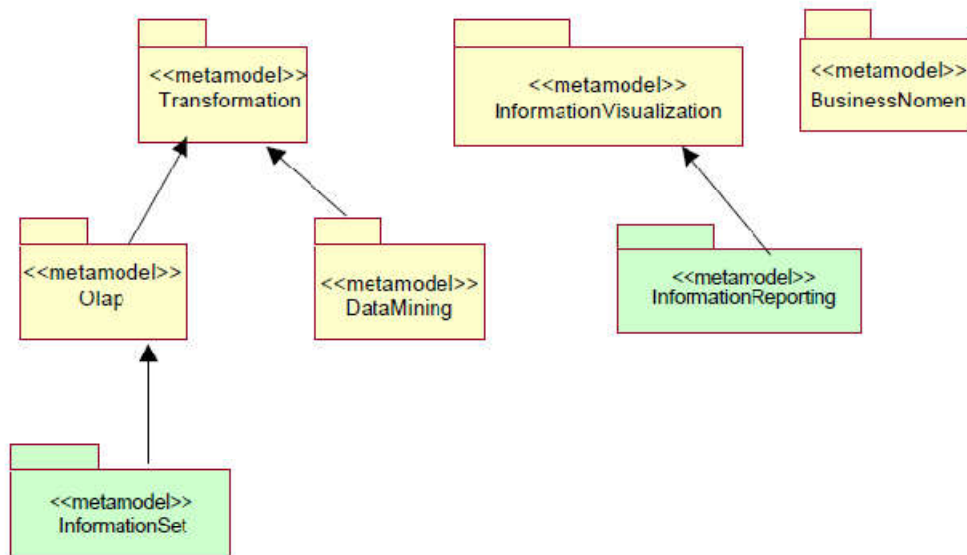 <<metamodel>>
Transformation
<<metamodel>>
InformationVisualization
<<metamodel>>
BusinessNomen
<<metamodel>>
Olap
<<metamodel>>
DataMining
<<metamodel>>
InformationReporting
<<metamodel>>
InformationSet